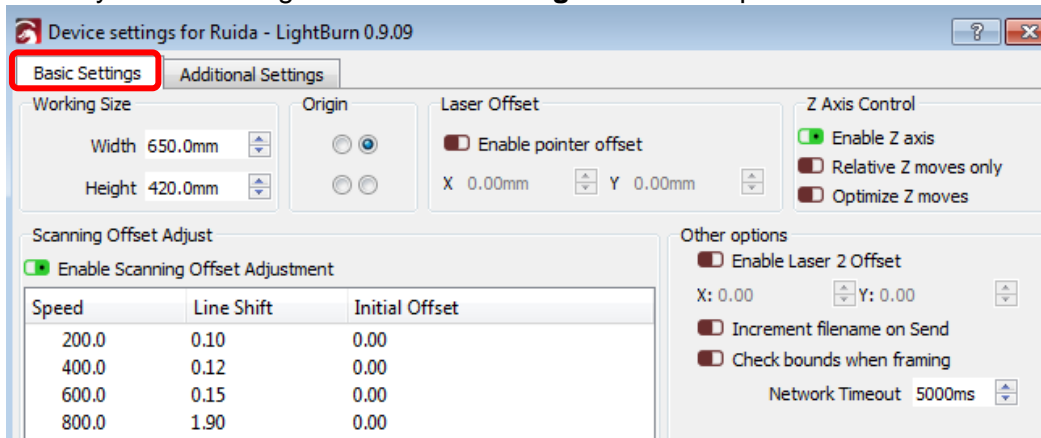 Device settings for Ruida - LightBurn 0.9.09
Basic Settings Additional Settings
Working Size Origin Laser Offset Z Axis Control
Width 650.0mm Enable pointer offset Enable Z axis
Relative Z moves only
Height 420.0mm X 0.00mm Y 0.00mm Optimize Z moves
Scanning Offset Adjust Other options
Enable Scanning Offset Adjustment Enable Laser 2 Offset
X: 0.00 Y: 0.00
Speed Line Shift Initial Offset
Increment filename on Send
200.0 0.10 0.00
Check bounds when framing
400.0 0.12 0.00
600.0 0.15 0.00 Network Timeout 5000ms
800.0 1.90 0.00